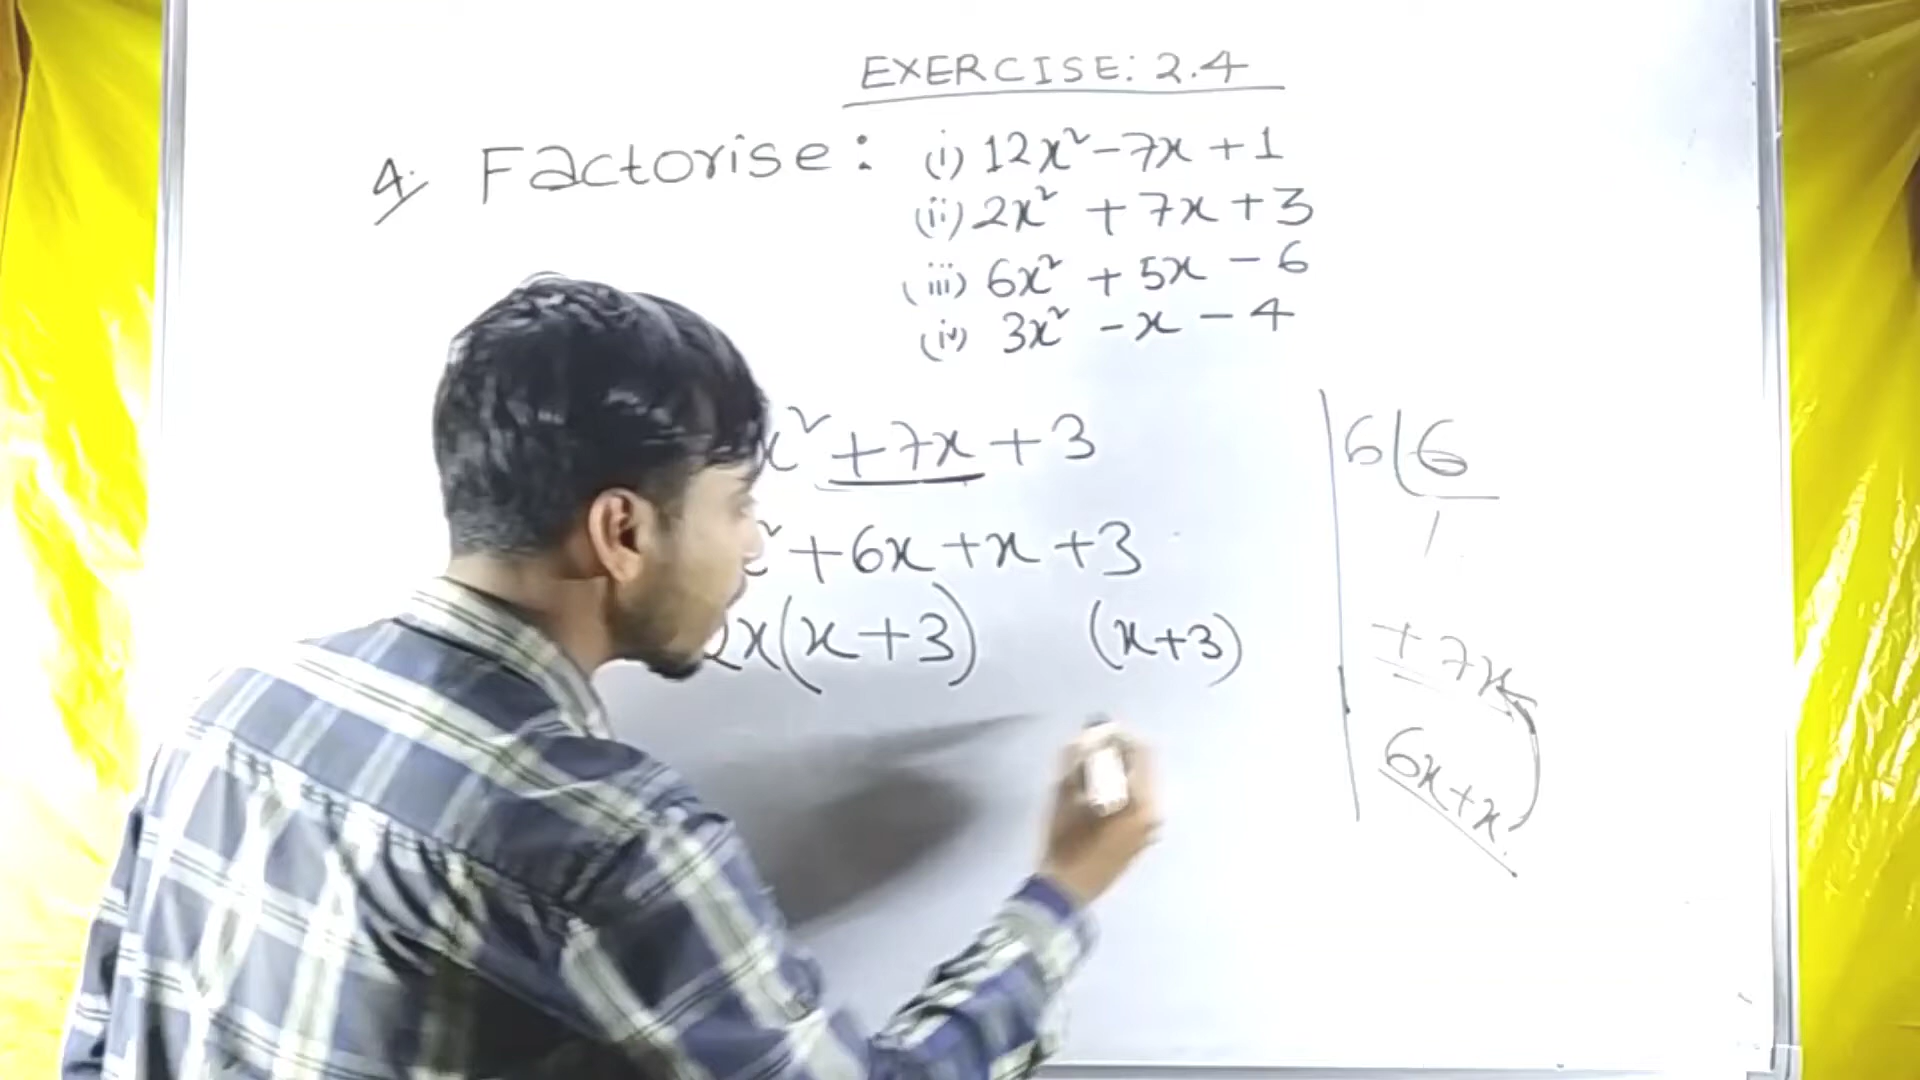 EXERCISE: 2.4
4. Factorise: (i) 12x² - 7x + 1
(ii) 2x² + 7x + 3
(iii) 6x² + 5x - 6
(iv) 3x² - x - 4
x² + 7x + 3
² + 6x + x + 3
2x(x+3) (x+3)
6 | 6
1
+7x
6x+x